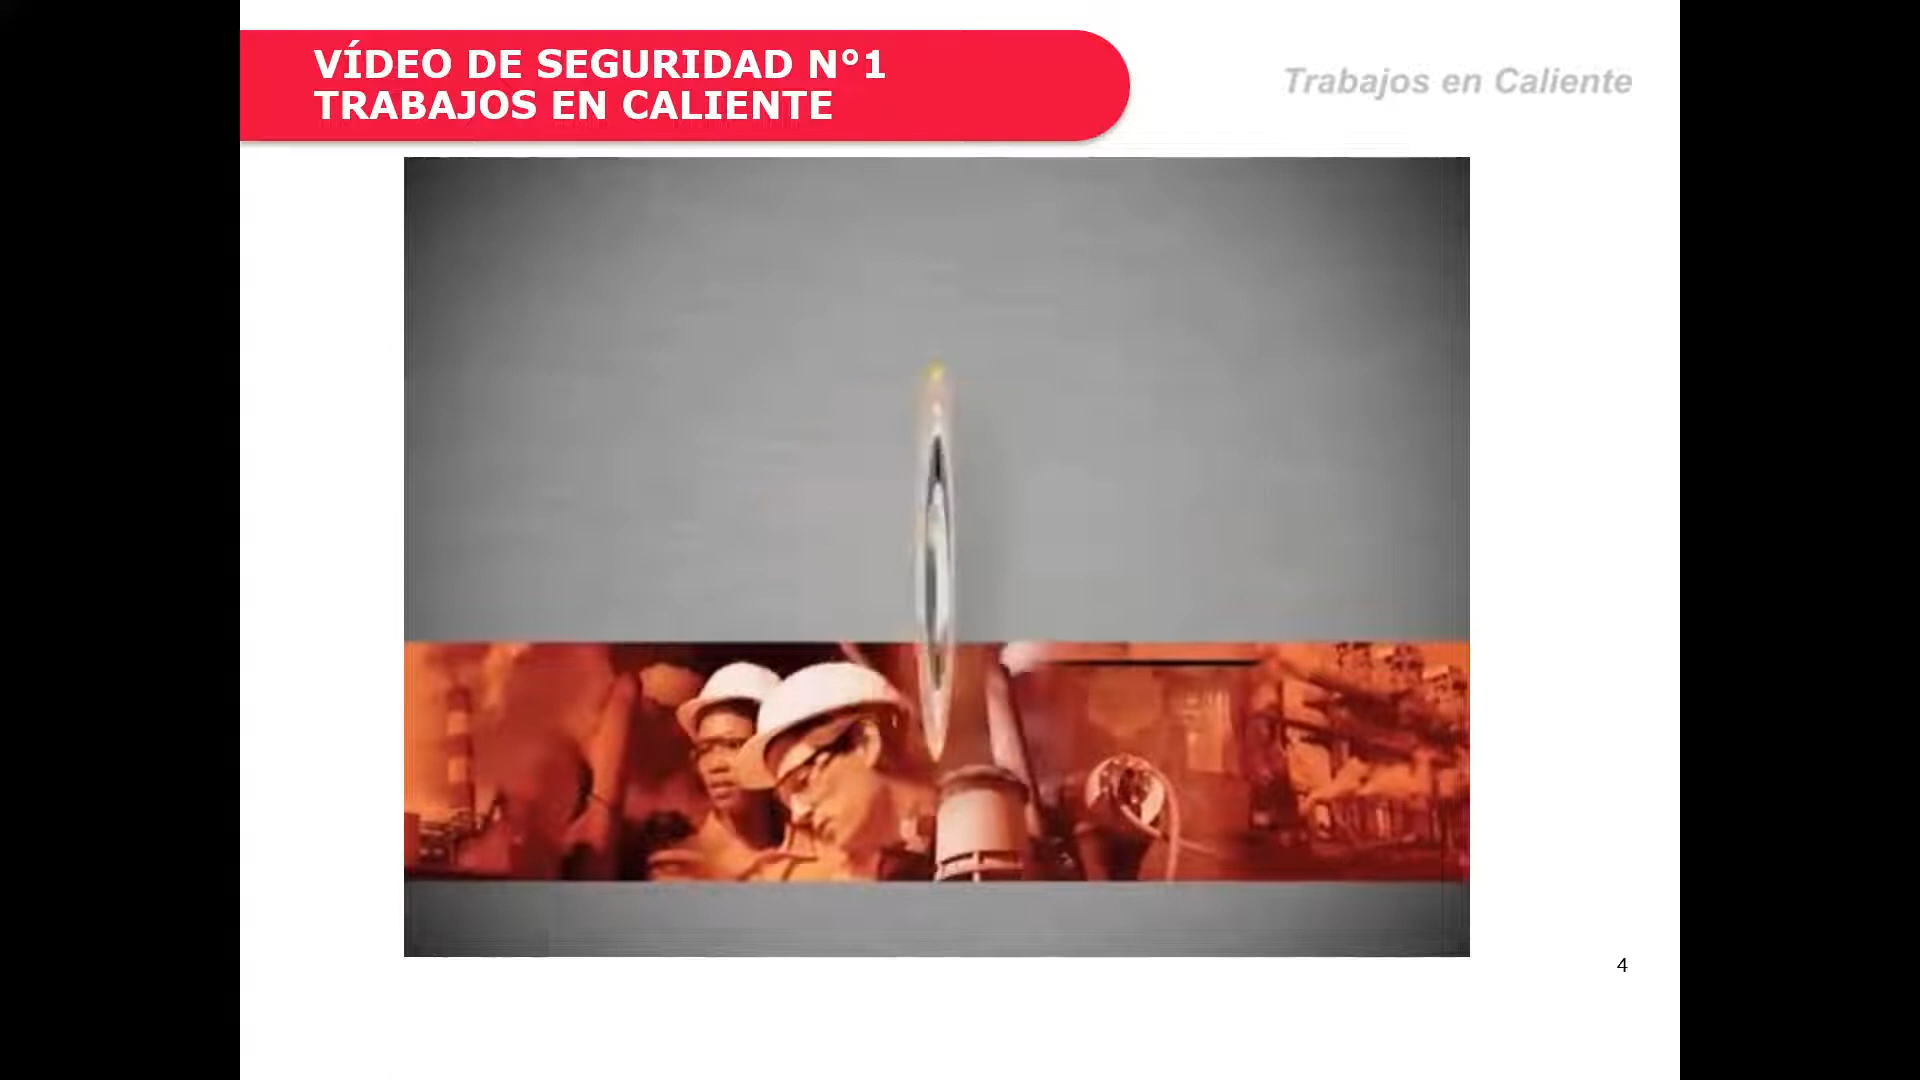 VÍDEO DE SEGURIDAD N°1
TRABAJOS EN CALIENTE
Trabajos en Caliente
4